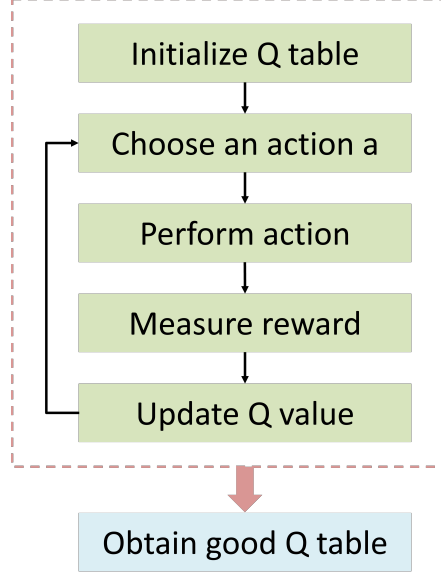 Initialize Q table
Choose an action a
Perform action
Measure reward
Update Q value
Obtain good Q table